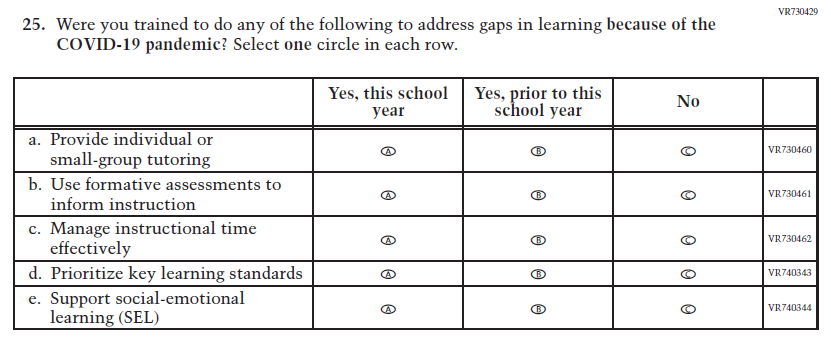 VR730429
25. Were you trained to do any of the following to address gaps in learning because of the
COVID-19 pandemic? Select one circle in each row.
Yes, this school
year
Yes, prior to this
school year
No
a. Provide individual or
small-group tutoring
A B C VR730460
b. Use formative assessments to
inform instruction
A B C VR730461
c. Manage instructional time
effectively
A B C VR730462
d. Prioritize key learning standards A B C VR740343
e. Support social-emotional
learning (SEL)
A B C VR740344